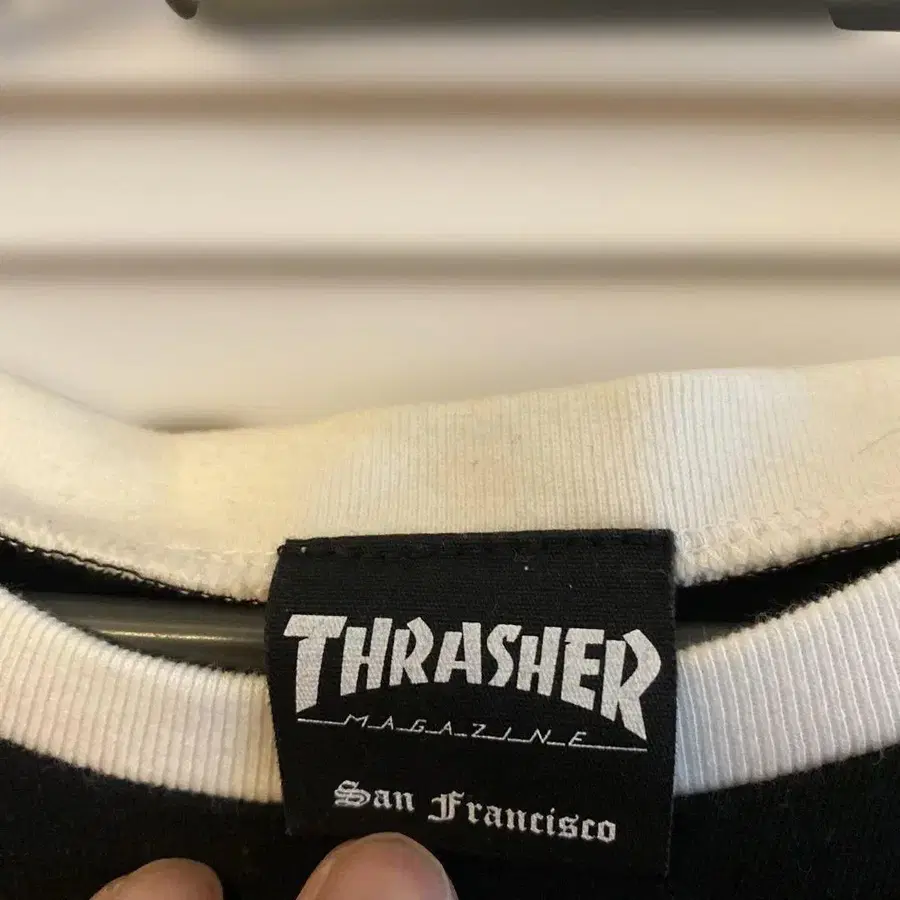 THRASHER
MAGAZINE
San Francisco